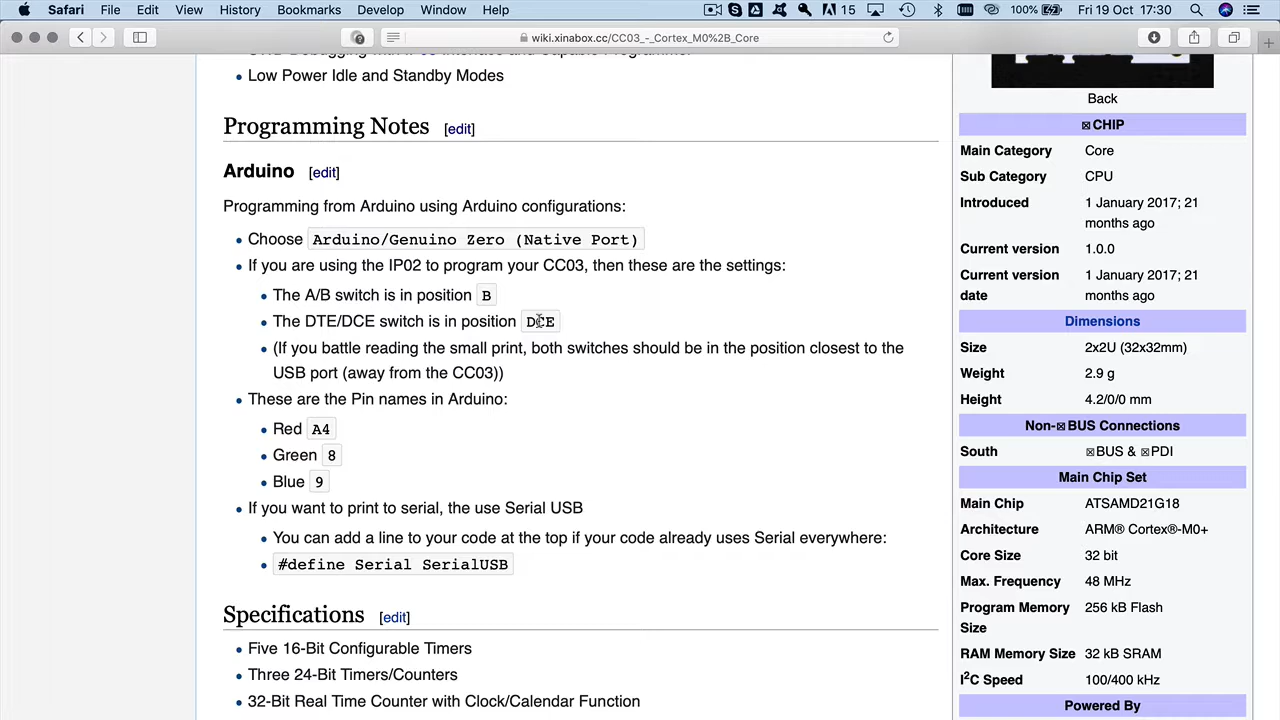 Safari File Edit View History Bookmarks Develop Window Help 15 100% Fri 19 Oct 17:30
wiki.xinabox.cc/CC03_-_Cortex_M0%2B_Core
Low Power Idle and Standby Modes
Programming Notes [edit]
Arduino [edit]
Programming from Arduino using Arduino configurations:
Choose Arduino/Genuino Zero (Native Port)
If you are using the IP02 to program your CC03, then these are the settings:
The A/B switch is in position B
The DTE/DCE switch is in position DCE
(If you battle reading the small print, both switches should be in the position closest to the
USB port (away from the CC03))
These are the Pin names in Arduino:
Red A4
Green 8
Blue 9
If you want to print to serial, the use Serial USB
You can add a line to your code at the top if your code already uses Serial everywhere:
#define Serial SerialUSB
Specifications [edit]
Five 16-Bit Configurable Timers
Three 24-Bit Timers/Counters
32-Bit Real Time Counter with Clock/Calendar Function
Back
☒CHIP
Main Category Core
Sub Category CPU
Introduced 1 January 2017; 21
months ago
Current version 1.0.0
Current version 1 January 2017; 21
date months ago
Dimensions
Size 2x2U (32x32mm)
Weight 2.9 g
Height 4.2/0/0 mm
Non-☒BUS Connections
South ☒BUS & ☒PDI
Main Chip Set
Main Chip ATSAMD21G18
Architecture ARM® Cortex®-M0+
Core Size 32 bit
Max. Frequency 48 MHz
Program Memory 256 kB Flash
Size
RAM Memory Size 32 kB SRAM
I²C Speed 100/400 kHz
Powered By